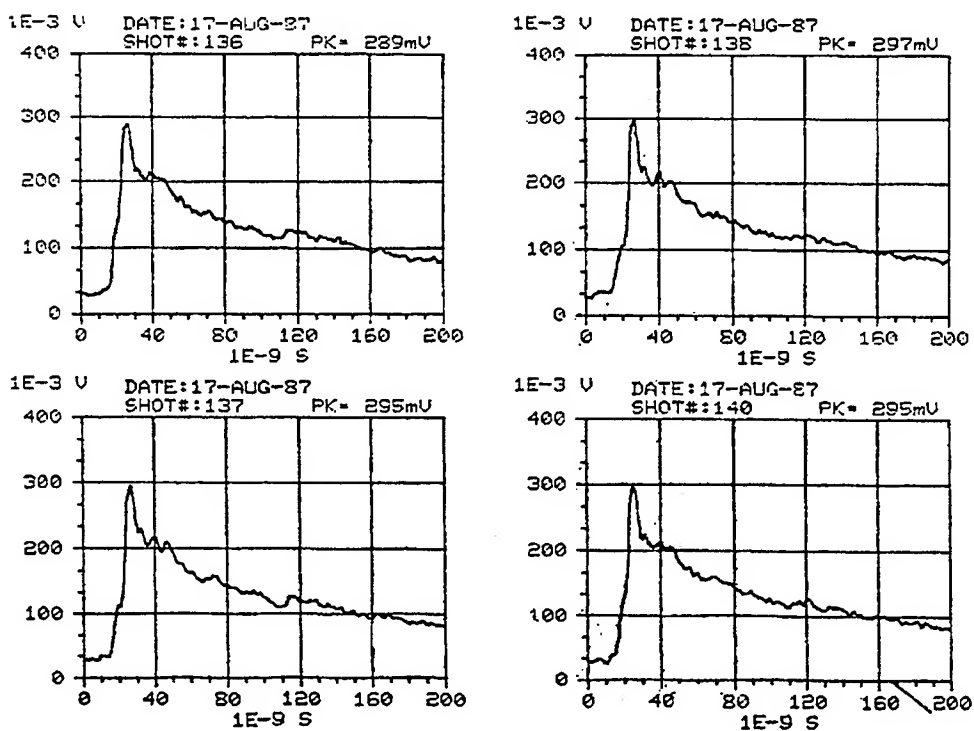 1E-3 V DATE:17-AUG-87
SHOT#:136 PK= 289mV
400
300
200
100
0
0 40 80 120 160 200
1E-9 S
1E-3 V DATE:17-AUG-87
SHOT#:138 PK= 297mV
400
300
200
100
0
0 40 80 120 160 200
1E-9 S
1E-3 V DATE:17-AUG-87
SHOT#:137 PK= 295mV
400
300
200
100
0
0 40 80 120 160 200
1E-9 S
1E-3 V DATE:17-AUG-87
SHOT#:140 PK= 295mV
400
300
200
100
0
0 40 80 120 160 200
1E-9 S